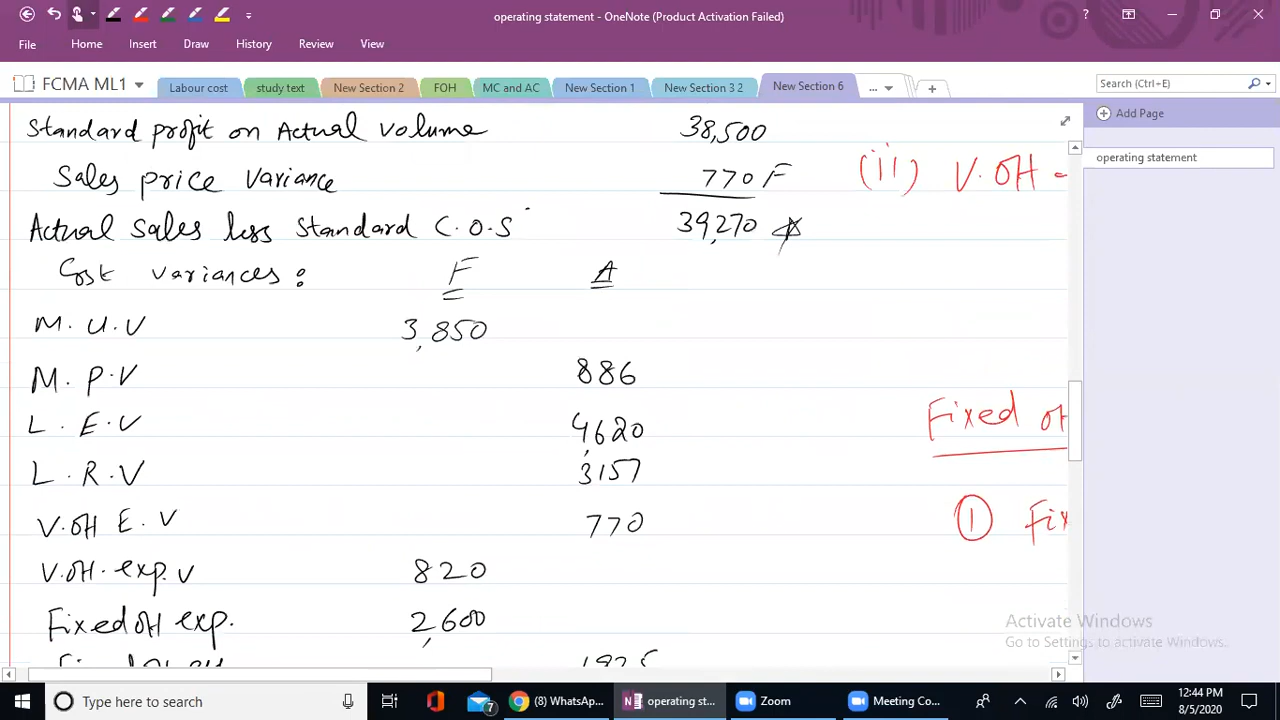 operating statement - OneNote (Product Activation Failed)
File Home Insert Draw History Review View
FCMA ML1 Labour cost study text New Section 2 FOH MC and AC New Section 1 New Section 3 2 New Section 6 ...
Search (Ctrl+E)
Add Page
operating statement
Standard profit on Actual Volume 38,500
Sales price Variance 770 F
Actual Sales less Standard C.O.S 39,270
(ii) V.OH =
Cost variances: F A
M.U.V 3,850
M.P.V 886
L.E.V 4,620
L.R.V 3157
V.OH E.V 770
V.OH.exp.V 820
Fixed OH exp. 2,600
Fixed OH
① Fix
Activate Windows
Go to Settings to activate Windows.
Type here to search
7
(8) WhatsApp...
operating st...
Zoom
Meeting Co...
12:44 PM
8/5/2020